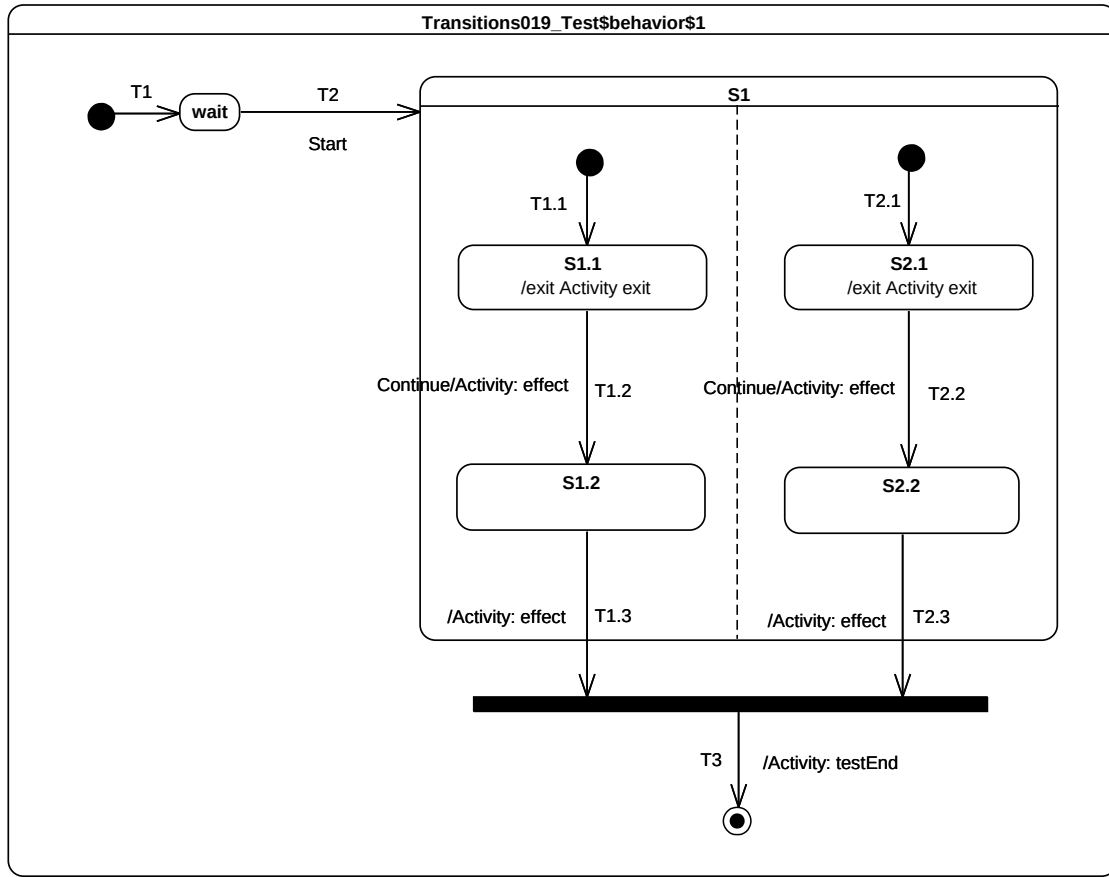 Transitions019_Test$behavior$1
T1
wait
T2
Start
S1
T1.1
T2.1
S1.1
/exit Activity exit
S2.1
/exit Activity exit
Continue/Activity: effect
T1.2
Continue/Activity: effect
T2.2
S1.2
S2.2
/Activity: effect
T1.3
/Activity: effect
T2.3
T3
/Activity: testEnd